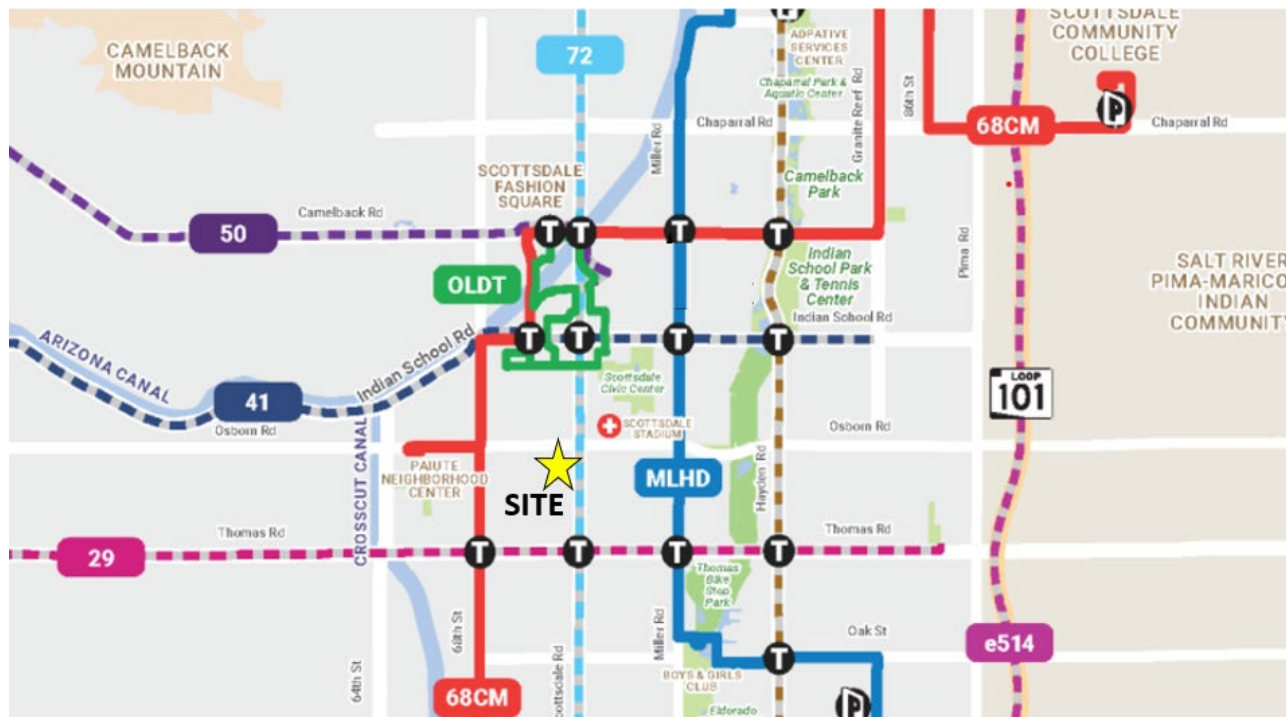 CAMELBACK
MOUNTAIN
72
ADPATIVE
SERVICES
CENTER
Chaparral Park &
Aquatic Center
SCOTTSDALE
COMMUNITY
COLLEGE
Granite Reef Rd
86th St
Miller Rd
Chaparral Rd
68CM
P
Chaparral Rd
SCOTTSDALE
FASHION
SQUARE
Camelback
Park
Camelback Rd
50
T
T
T
T
Pima Rd
OLDT
Indian
School Park
& Tennis
Center
SALT RIVER
PIMA-MARICO
INDIAN
COMMUNITY
Indian School Rd
T
T
T
T
Indian School Rd
ARIZONA CANAL
41
Osborn Rd
Scottsdale
Civic Center
LOOP
101
SCOTTSDALE
STADIUM
Osborn Rd
CROSSCUT CANAL
PAIUTE
NEIGHBORHOOD
CENTER
SITE
MLHD
Hayden Rd
Thomas Rd
Thomas Rd
29
T
T
T
T
Thomas
Bike
Stop
Park
64th St
68th St
cottsdale Rd
Miller Rd
Oak St
T
e514
BOYS & GIRLS
CLUB
68CM
P
Eldorado